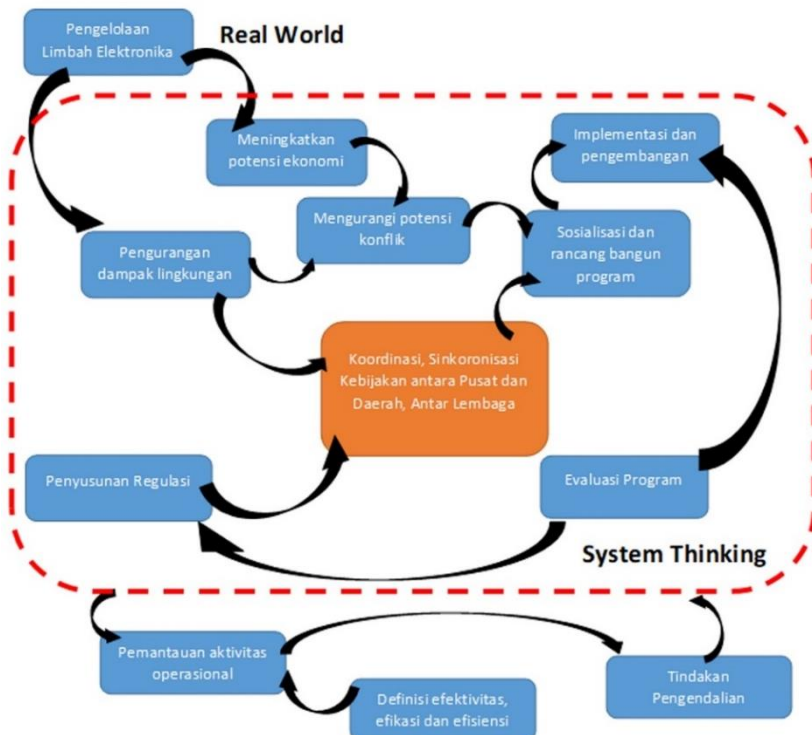 Pengelolaan
Limbah Elektronika
Real World
Meningkatkan
potensi ekonomi
Implementasi dan
pengembangan
Mengurangi potensi
konflik
Sosialisasi dan
rancang bangun
program
Pengurangan
dampak lingkungan
Koordinasi, Sinkoronisasi
Kebijakan antara Pusat dan
Daerah, Antar Lembaga
Penyusunan Regulasi
Evaluasi Program
System Thinking
Pemantauan aktivitas
operasional
Tindakan
Pengendalian
Definisi efektivitas,
efikasi dan efisiensi